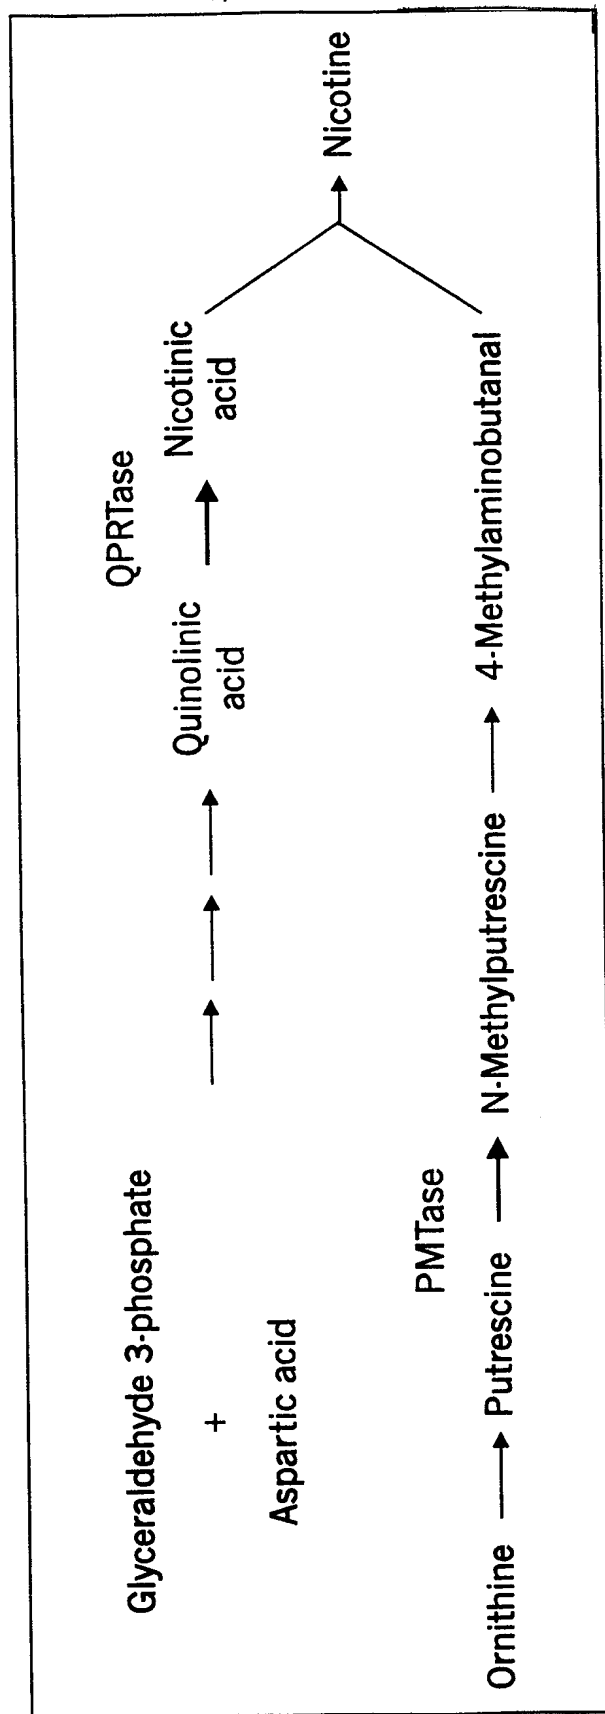 Glyceraldehyde 3-phosphate
+
Aspartic acid
Quinolinic
acid
QPRTase
Nicotinic
acid
Ornithine
Putrescine
PMTase
N-Methylputrescine
4-Methylaminobutanal
Nicotine